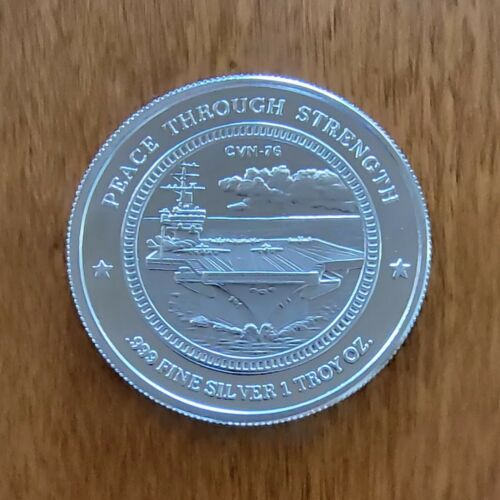 PEACE THROUGH STRENGTH
CVN-76
.999 FINE SILVER 1 TROY OZ.